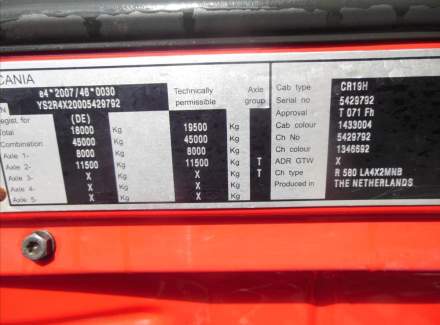 CANIA
e4*2007/46*0030
YS2R4X20005429792
Regist. for (DE) Technically permissible Axle group
Total 18000 Kg 19500 Kg
Combination 45000 Kg 45000 Kg
Axle 1- 8000 Kg 8000 Kg
Axle 2- 11500 Kg 11500 Kg T
Axle 3- X Kg X Kg T
Axle 4- X Kg X Kg
Axle 5- X Kg X Kg
Cab type CR19H
Serial no 5429792
Approval T 071 Fh
Cab colour 1433004
Ch No 5429792
Ch colour 1346692
ADR GTW X
Ch type R 580 LA4X2MNB
Produced in THE NETHERLANDS